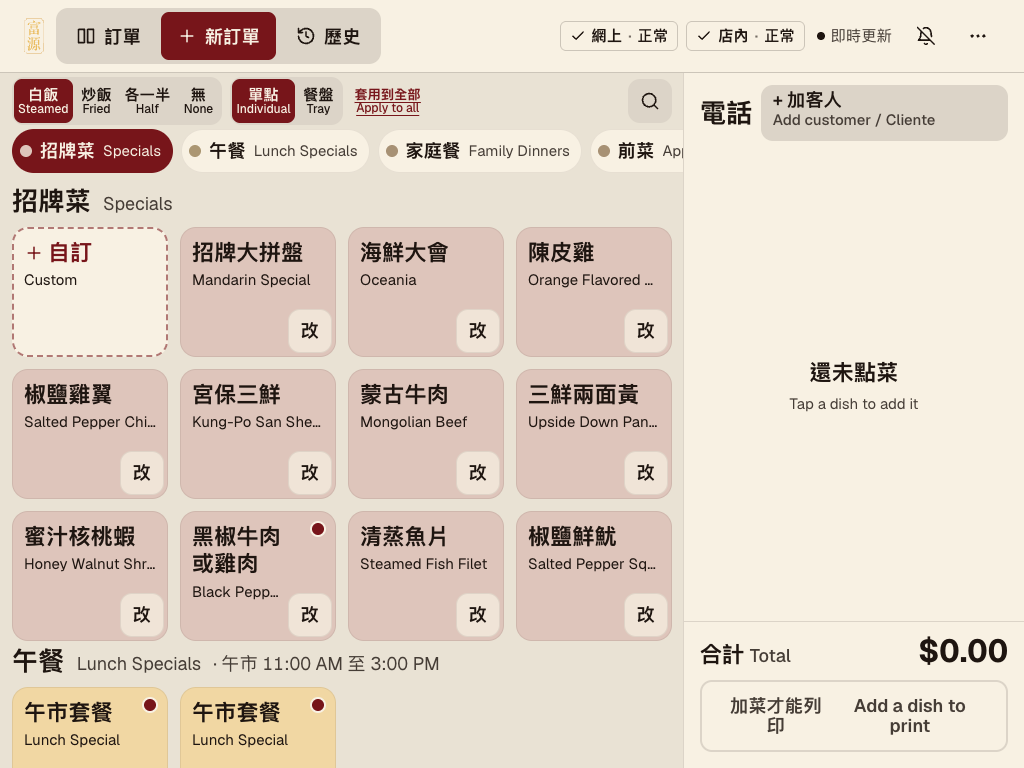 富源
訂單
+ 新訂單
歷史
網上 · 正常
店內 · 正常
即時更新
白飯
Steamed
炒飯
Fried
各一半
Half
無
None
單點
Individual
餐盤
Tray
套用到全部
Apply to all
招牌菜 Specials
午餐 Lunch Specials
家庭餐 Family Dinners
前菜
招牌菜 Specials
+ 自訂
Custom
招牌大拼盤
Mandarin Special
改
海鮮大會
Oceania
改
陳皮雞
Orange Flavored ...
改
椒鹽雞翼
Salted Pepper Chi...
改
宮保三鮮
Kung-Po San She...
改
蒙古牛肉
Mongolian Beef
改
三鮮兩面黃
Upside Down Pan...
改
蜜汁核桃蝦
Honey Walnut Shr...
改
黑椒牛肉
或雞肉
Black Pepp...
改
清蒸魚片
Steamed Fish Filet
改
椒鹽鮮魷
Salted Pepper Sq...
改
午餐 Lunch Specials · 午市 11:00 AM 至 3:00 PM
午市套餐
Lunch Special
午市套餐
Lunch Special
電話
+ 加客人
Add customer / Cliente
還未點菜
Tap a dish to add it
合計 Total
$0.00
加菜才能列
印
Add a dish to
print